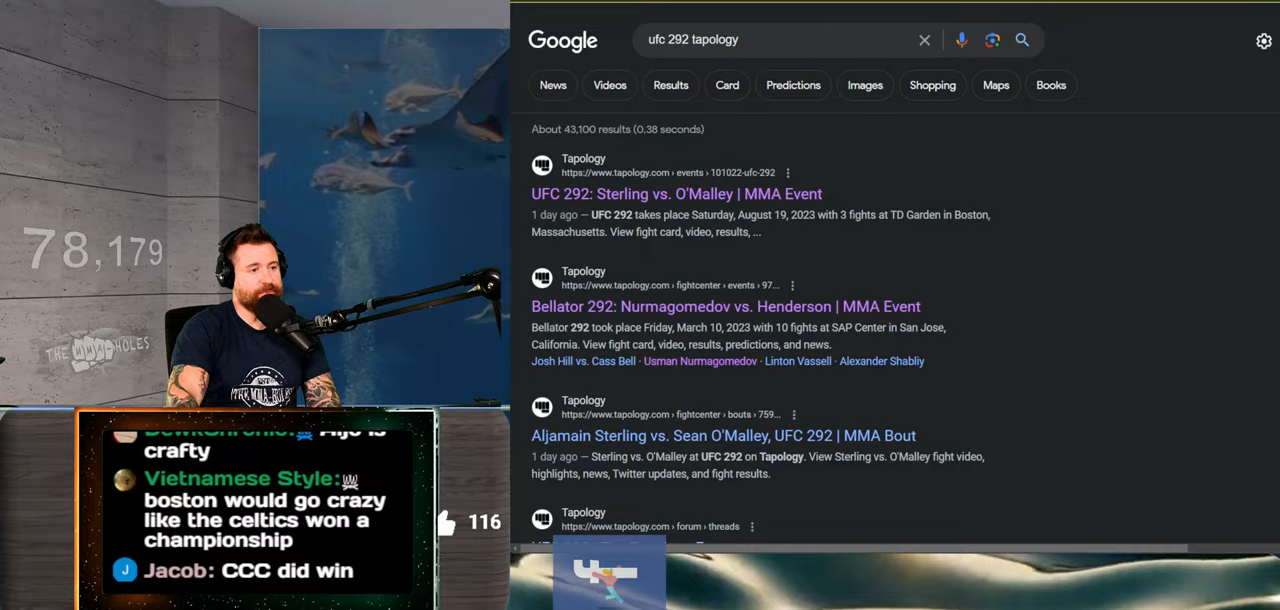 78,179
THE MMA HOLES
EST
THE MMA-HOLES
Aljo is
crafty
Vietnamese Style:
boston would go crazy
like the celtics won a
championship
J Jacob: CCC did win
116
Google
ufc 292 tapology
News Videos Results Card Predictions Images Shopping Maps Books
About 43,100 results (0.38 seconds)
Tapology
https://www.tapology.com › events › 101022-ufc-292
UFC 292: Sterling vs. O'Malley | MMA Event
1 day ago — UFC 292 takes place Saturday, August 19, 2023 with 3 fights at TD Garden in Boston,
Massachusetts. View fight card, video, results, ...
Tapology
https://www.tapology.com › fightcenter › events › 97...
Bellator 292: Nurmagomedov vs. Henderson | MMA Event
Bellator 292 took place Friday, March 10, 2023 with 10 fights at SAP Center in San Jose,
California. View fight card, video, results, predictions, and news.
Josh Hill vs. Cass Bell · Usman Nurmagomedov · Linton Vassell · Alexander Shabliy
Tapology
https://www.tapology.com › fightcenter › bouts › 759...
Aljamain Sterling vs. Sean O'Malley, UFC 292 | MMA Bout
1 day ago — Sterling vs. O'Malley at UFC 292 on Tapology. View Sterling vs. O'Malley fight video,
highlights, news, Twitter updates, and fight results.
Tapology
https://www.tapology.com › forum › threads